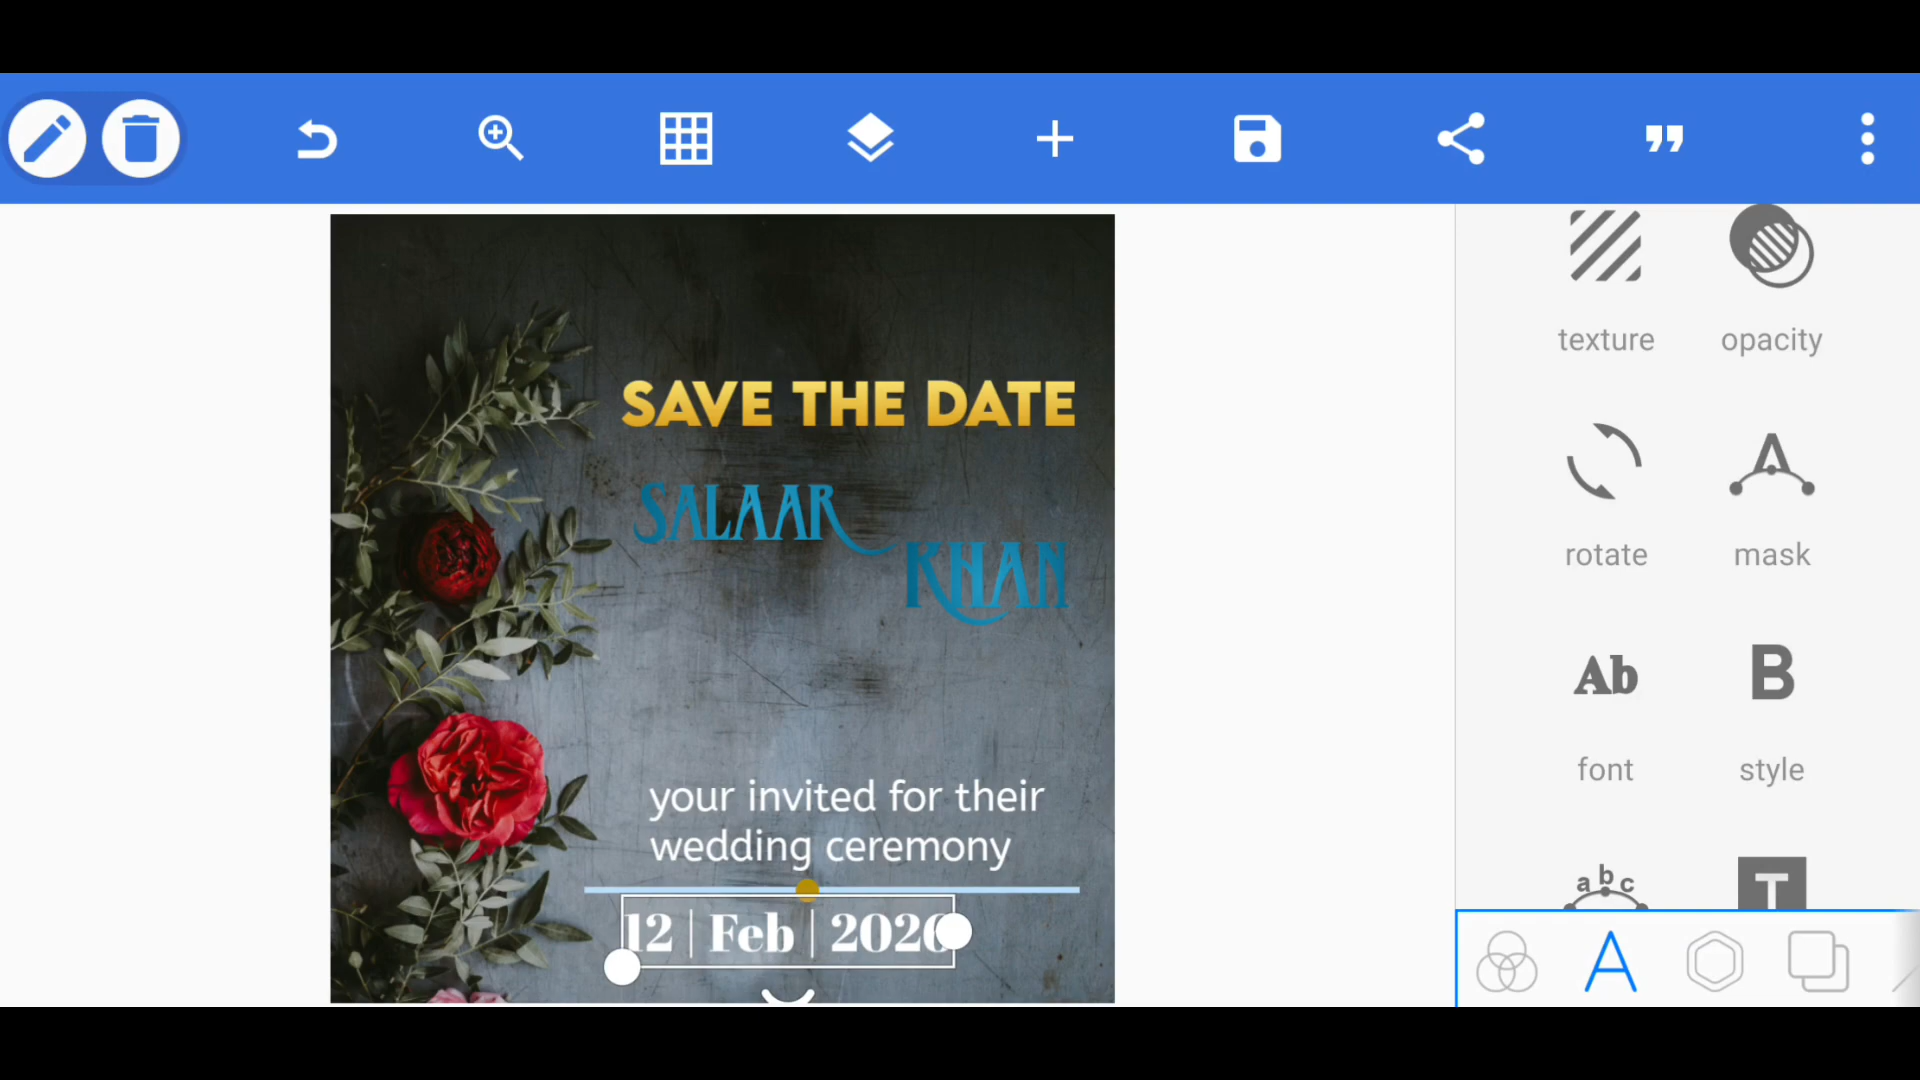 texture opacity
SAVE THE DATE
SALAAR
KHAN
rotate mask
Ab B
font style
your invited for their
wedding ceremony
abc T
12 | Feb | 2026
A